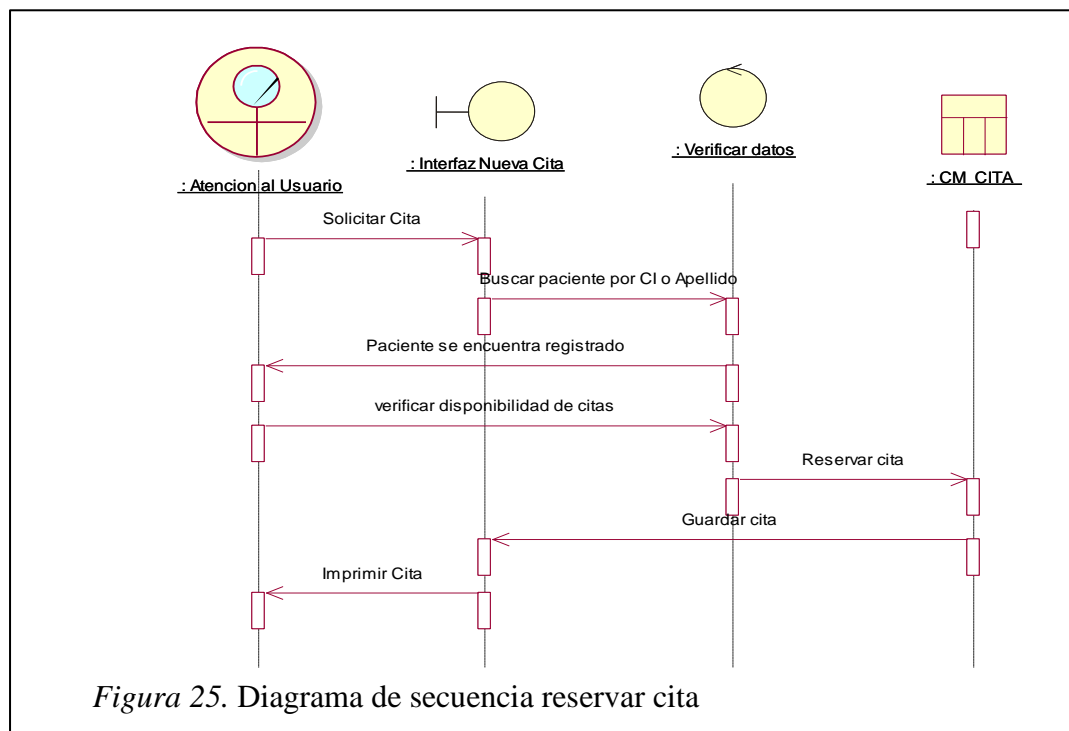 : Atencion al Usuario
: Interfaz Nueva Cita
: Verificar datos
: CM_CITA
Solicitar Cita
Buscar paciente por CI o Apellido
Paciente se encuentra registrado
verificar disponibilidad de citas
Reservar cita
Guardar cita
Imprimir Cita
Figura 25. Diagrama de secuencia reservar cita